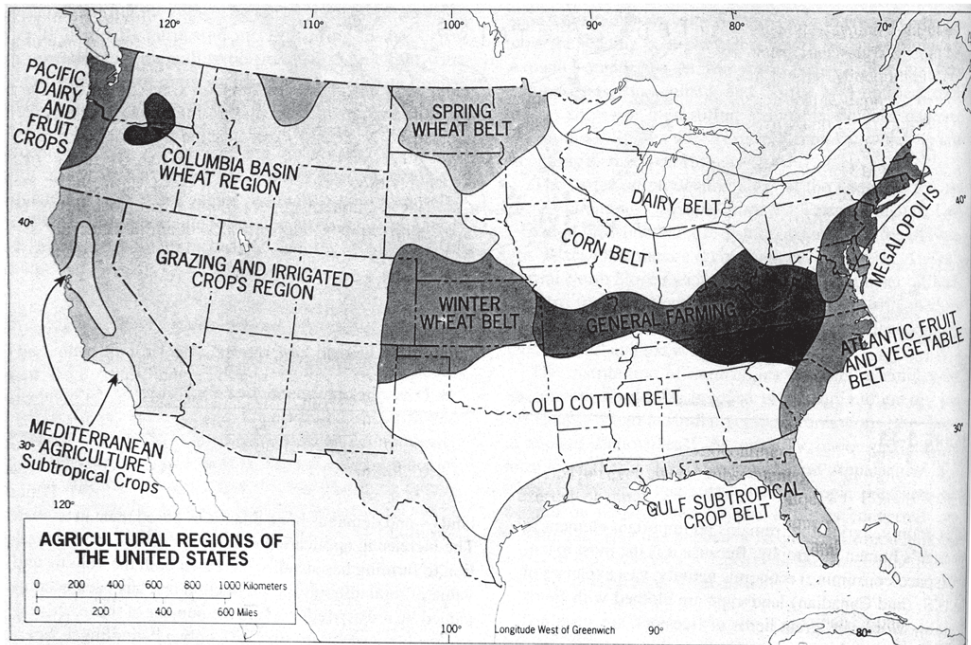 120°
110°
100°
90°
80°
70°
PACIFIC
DAIRY
AND
FRUIT
CROPS
SPRING
WHEAT BELT
COLUMBIA BASIN
WHEAT REGION
DAIRY BELT
40°
40°
MEGALOPOLIS
CORN BELT
GRAZING AND IRRIGATED
CROPS REGION
WINTER
WHEAT BELT
GENERAL FARMING
ATLANTIC FRUIT
AND VEGETABLE
BELT
OLD COTTON BELT
MEDITERRANEAN
AGRICULTURE
Subtropical Crops
30°
30°
GULF SUBTROPICAL
CROP BELT
120°
AGRICULTURAL REGIONS OF
THE UNITED STATES
0 200 400 600 800 1000 Kilometers
0 200 400 600 Miles
100°
Longitude West of Greenwich
90°
80°